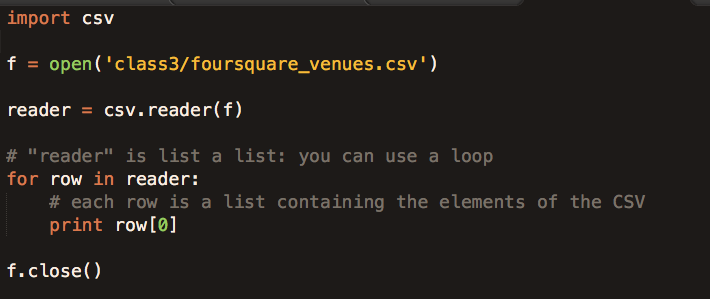 import csv
f = open('class3/foursquare_venues.csv')
reader = csv.reader(f)
# "reader" is list a list: you can use a loop
for row in reader:
    # each row is a list containing the elements of the CSV
    print row[0]
f.close()